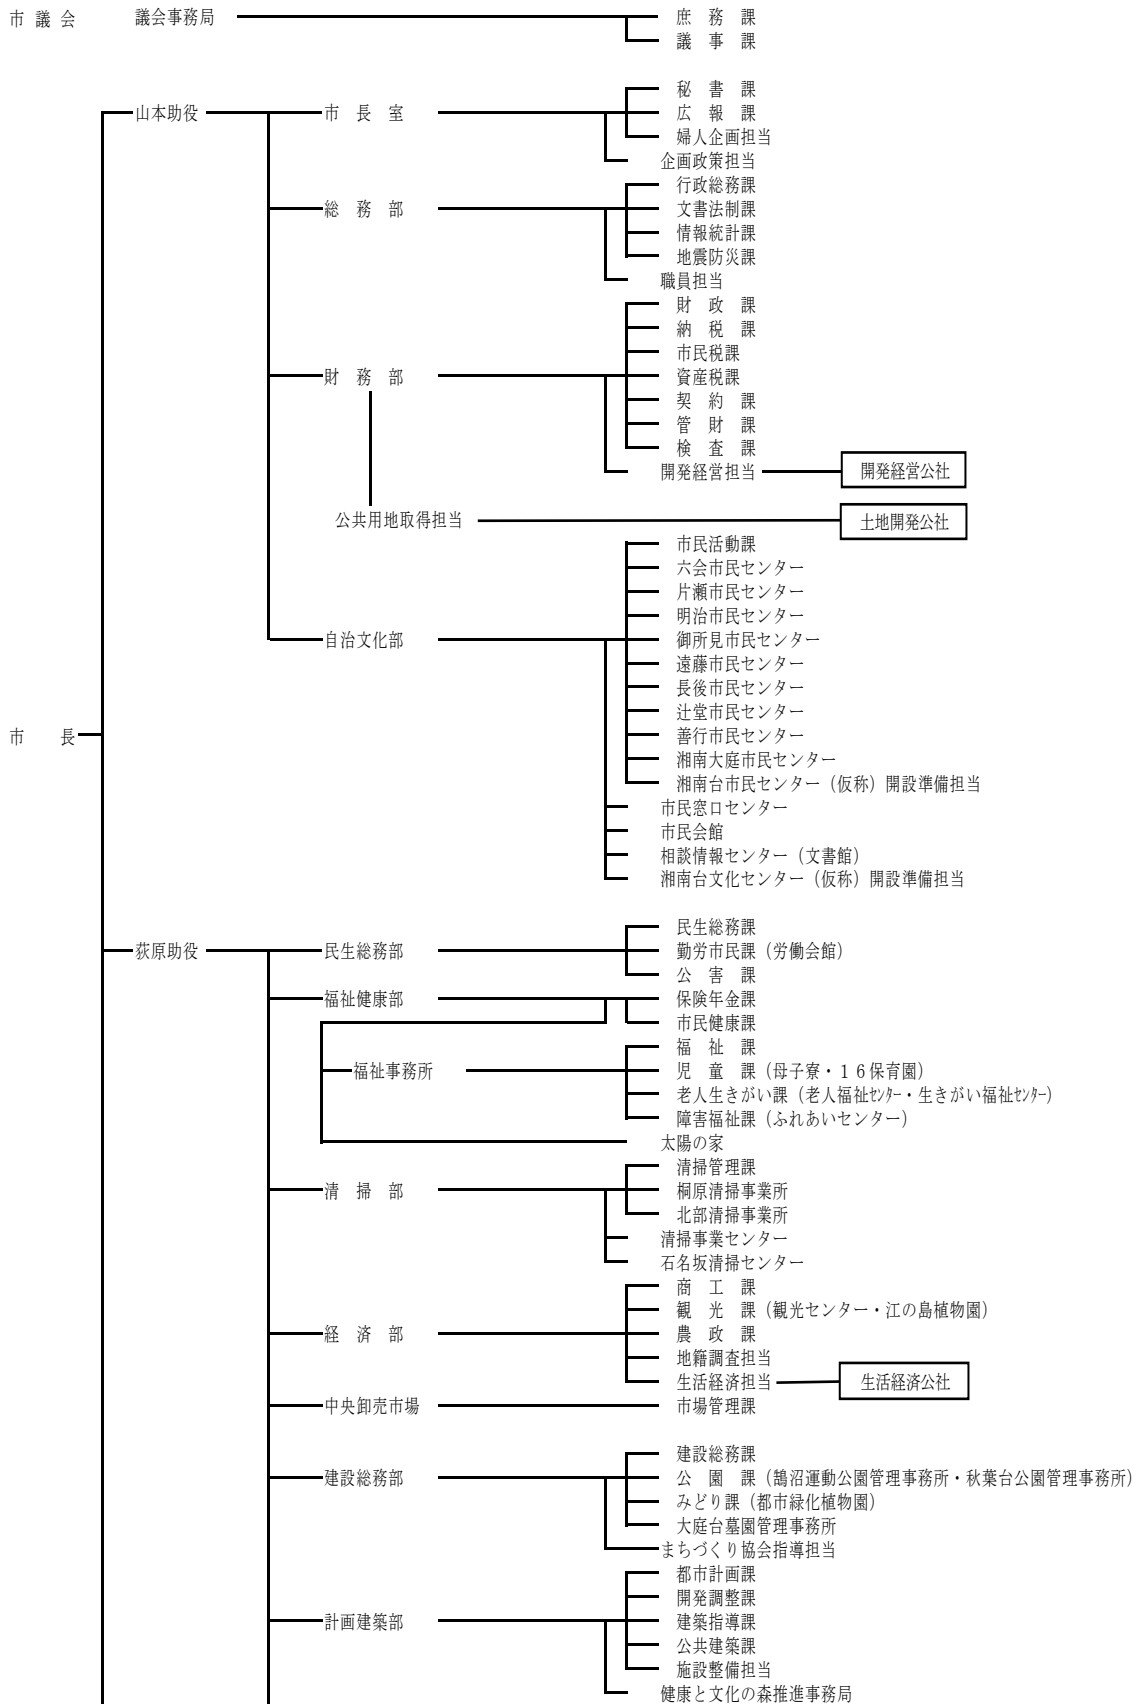 市 議 会 議会事務局 庶 務 課
議 事 課
秘 書 課
山本助役 市 長 室 広 報 課
婦人企画担当
企画政策担当
行政総務課
総 務 部 文書法制課
情報統計課
地震防災課
職員担当
財 政 課
納 税 課
市民税課
財 務 部 資産税課
契 約 課
管 財 課
検 査 課
開発経営担当 開発経営公社
公共用地取得担当 土地開発公社
市民活動課
六会市民センター
片瀬市民センター
明治市民センター
自治文化部 御所見市民センター
遠藤市民センター
長後市民センター
辻堂市民センター
市 長 善行市民センター
湘南大庭市民センター
湘南台市民センター（仮称）開設準備担当
市民窓口センター
市民会館
相談情報センター（文書館）
湘南台文化センター（仮称）開設準備担当
民生総務課
荻原助役 民生総務部 勤労市民課（労働会館）
公 害 課
福祉健康部 保険年金課
市民健康課
福 祉 課
福祉事務所 児 童 課（母子寮・１６保育園）
老人生きがい課（老人福祉ｾﾝﾀｰ・生きがい福祉ｾﾝﾀｰ）
障害福祉課（ふれあいセンター）
太陽の家
清掃管理課
清 掃 部 桐原清掃事業所
北部清掃事業所
清掃事業センター
石名坂清掃センター
商 工 課
観 光 課（観光センター・江の島植物園）
経 済 部 農 政 課
地籍調査担当
生活経済担当 生活経済公社
中央卸売市場 市場管理課
建設総務課
建設総務部 公 園 課（鵠沼運動公園管理事務所・秋葉台公園管理事務所）
みどり課（都市緑化植物園）
大庭台墓園管理事務所
まちづくり協会指導担当
都市計画課
開発調整課
計画建築部 建築指導課
公共建築課
施設整備担当
健康と文化の森推進事務局